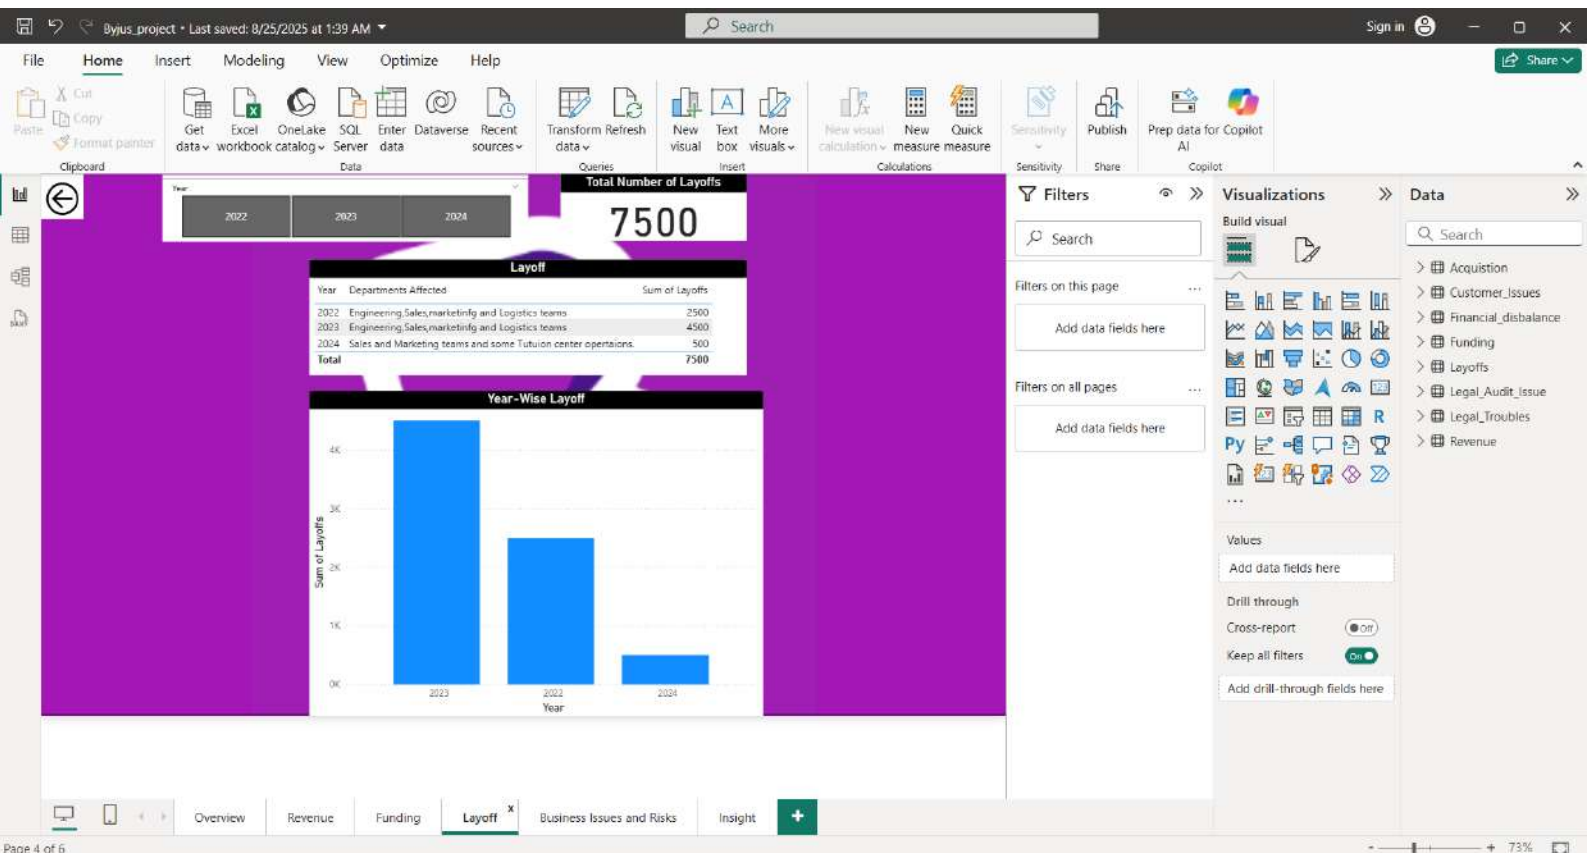 Byjus_project • Last saved: 8/25/2025 at 1:39 AM
Search
Sign in
File Home Insert Modeling View Optimize Help
Share
Paste
Cut
Copy
Format painter
Clipboard
Get data
Excel workbook
OneLake catalog
SQL Server
Enter data
Dataverse
Recent sources
Data
Transform data
Refresh
Queries
New visual
Text box
More visuals
Insert
New visual calculation
New measure
Quick measure
Calculations
Sensitivity
Sensitivity
Publish
Share
Prep data for AI
Copilot
Copilot
Year
2022 2023 2024
Total Number of Layoffs
7500
Layoff
Year Departments Affected Sum of Layoffs
2022 Engineering,Sales,marketinfg and Logistics teams 2500
2023 Engineering,Sales,marketinfg and Logistics teams 4500
2024 Sales and Marketing teams and some Tutuion center opertaions. 500
Total 7500
Year-Wise Layoff
Sum of Layoffs
4K
3K
2K
1K
0K
2023 2022 2024
Year
Filters
Search
Filters on this page ...
Add data fields here
Filters on all pages ...
Add data fields here
Visualizations
Build visual
123
R
Py
...
Values
Add data fields here
Drill through
Cross-report Off
Keep all filters On
Add drill-through fields here
Data
Search
Acquistion
Customer_Issues
Financial_disbalance
Funding
Layoffs
Legal_Audit_Issue
Legal_Troubles
Revenue
Overview Revenue Funding Layoff x Business Issues and Risks Insight +
Page 4 of 6
- + 73%